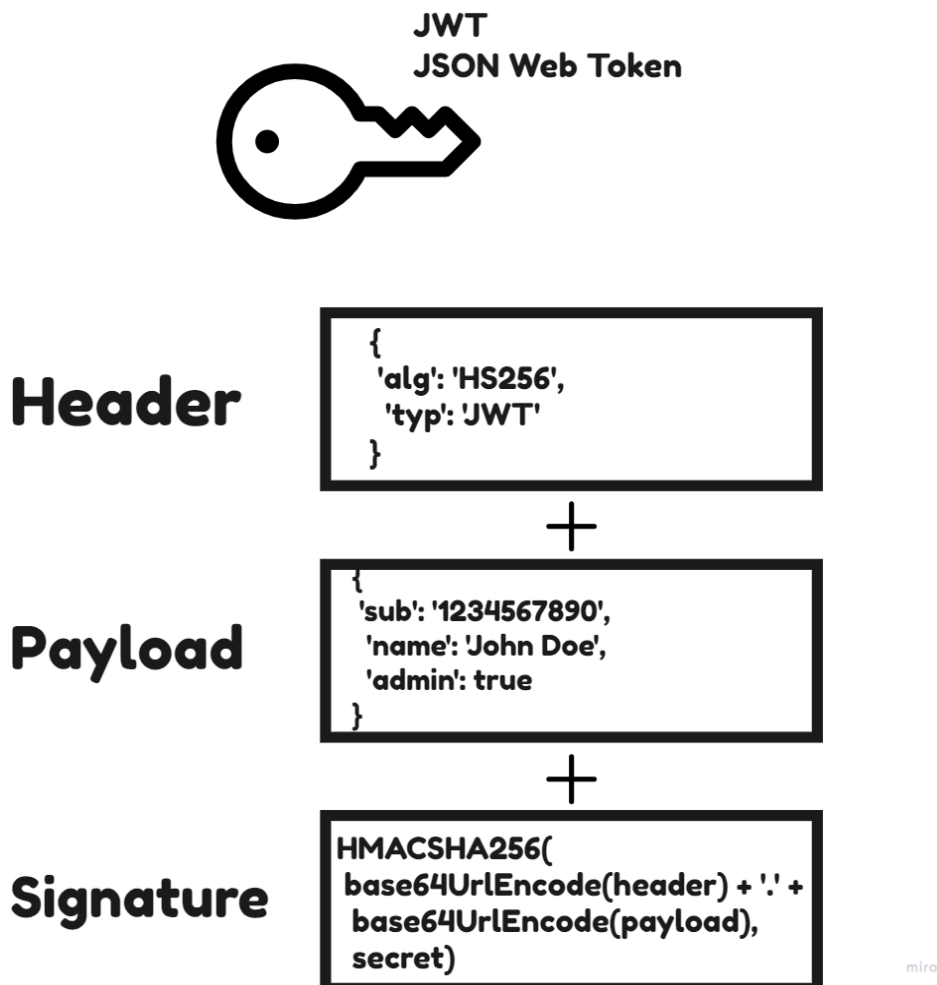 JWT
JSON Web Token
Header
{
'alg': 'HS256',
'typ': 'JWT'
}
+
Payload
{
'sub': '1234567890',
'name': 'John Doe',
'admin': true
}
+
Signature
HMACSHA256(
base64UrlEncode(header) + '.' +
base64UrlEncode(payload),
secret)
miro